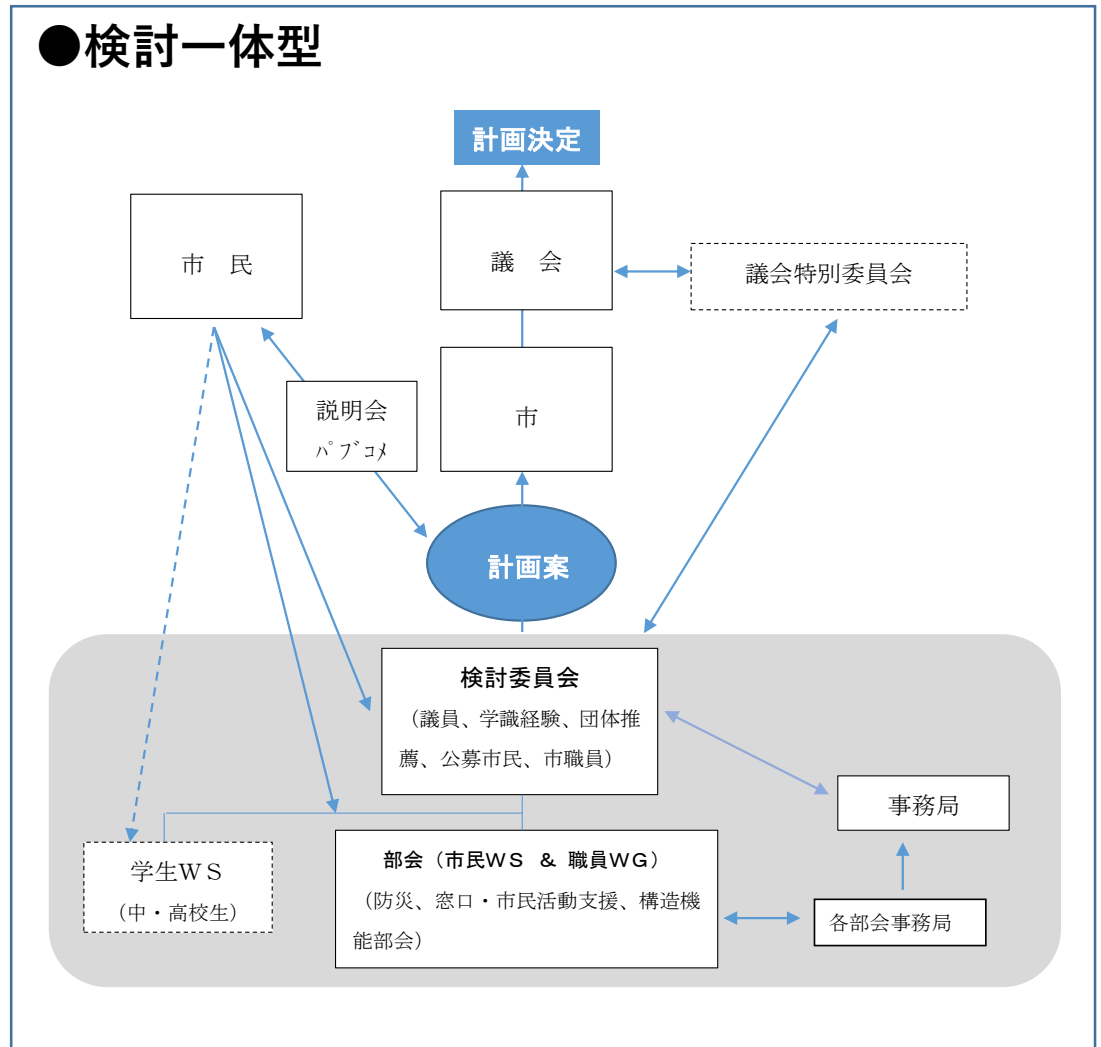 ●検討一体型
計画決定
市　民
議　会
議会特別委員会
説明会
ﾊﾟﾌﾞｺﾒ
市
計画案
検討委員会
（議員、学識経験、団体推
薦、公募市民、市職員）
事務局
学生ＷＳ
（中・高校生）
部会（市民ＷＳ　＆　職員ＷＧ）
（防災、窓口・市民活動支援、構造機
能部会）
各部会事務局